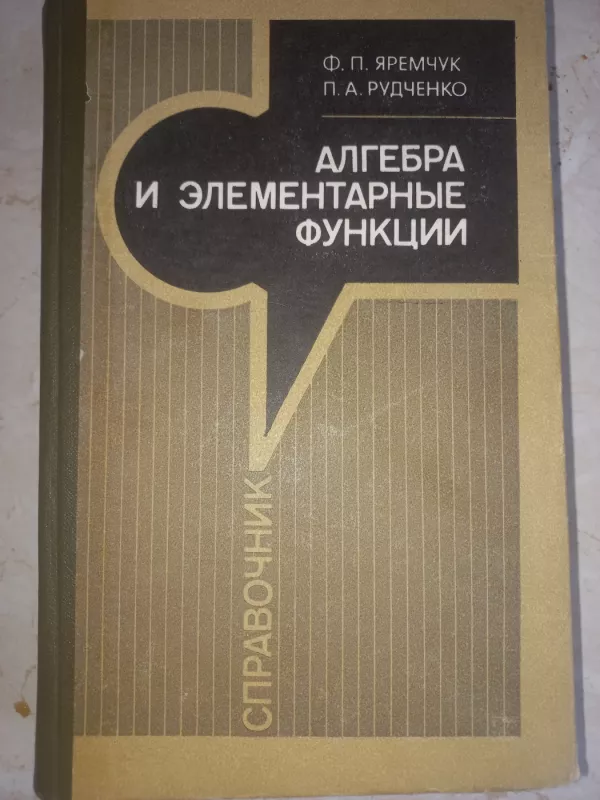 Ф. П. ЯРЕМЧУК
П. А. РУДЧЕНКО
АЛГЕБРА
И ЭЛЕМЕНТАРНЫЕ
ФУНКЦИИ
СПРАВОЧНИК